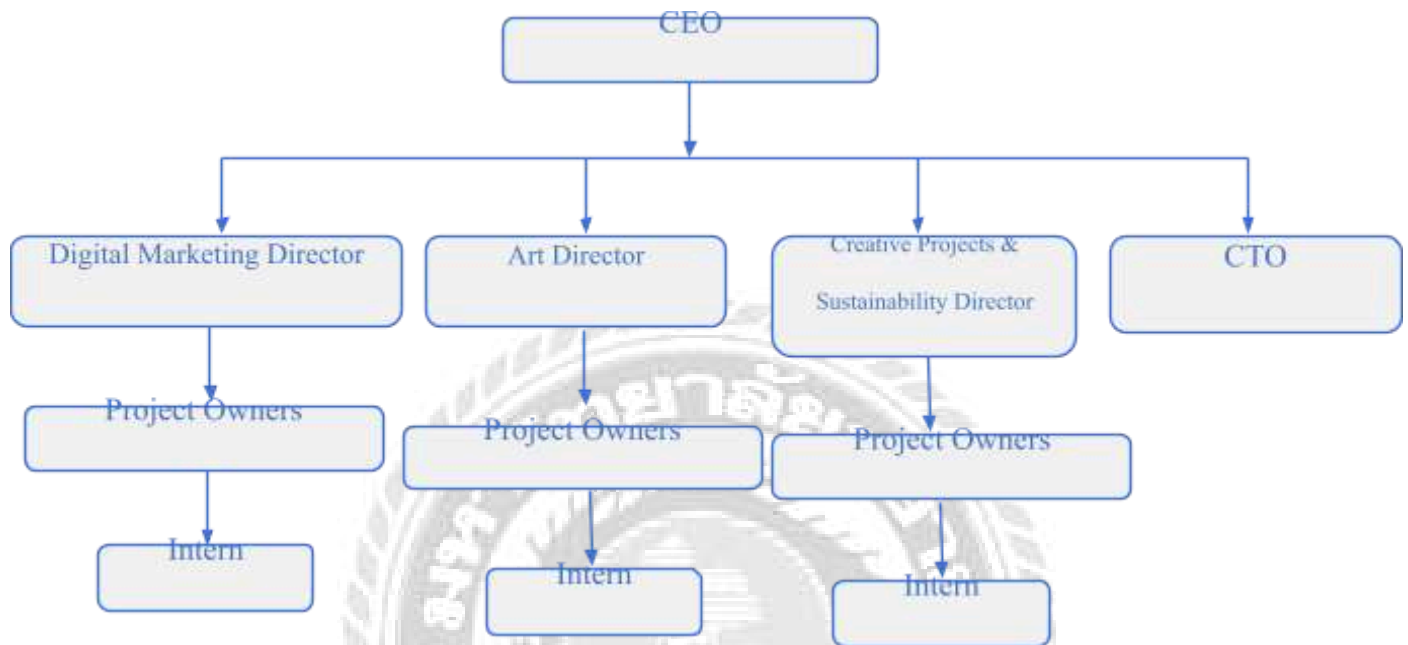 CEO
Digital Marketing Director
Art Director
Creative Projects &
Sustainability Director
CTO
Project Owners
Project Owners
Project Owners
Intern
Intern
Intern